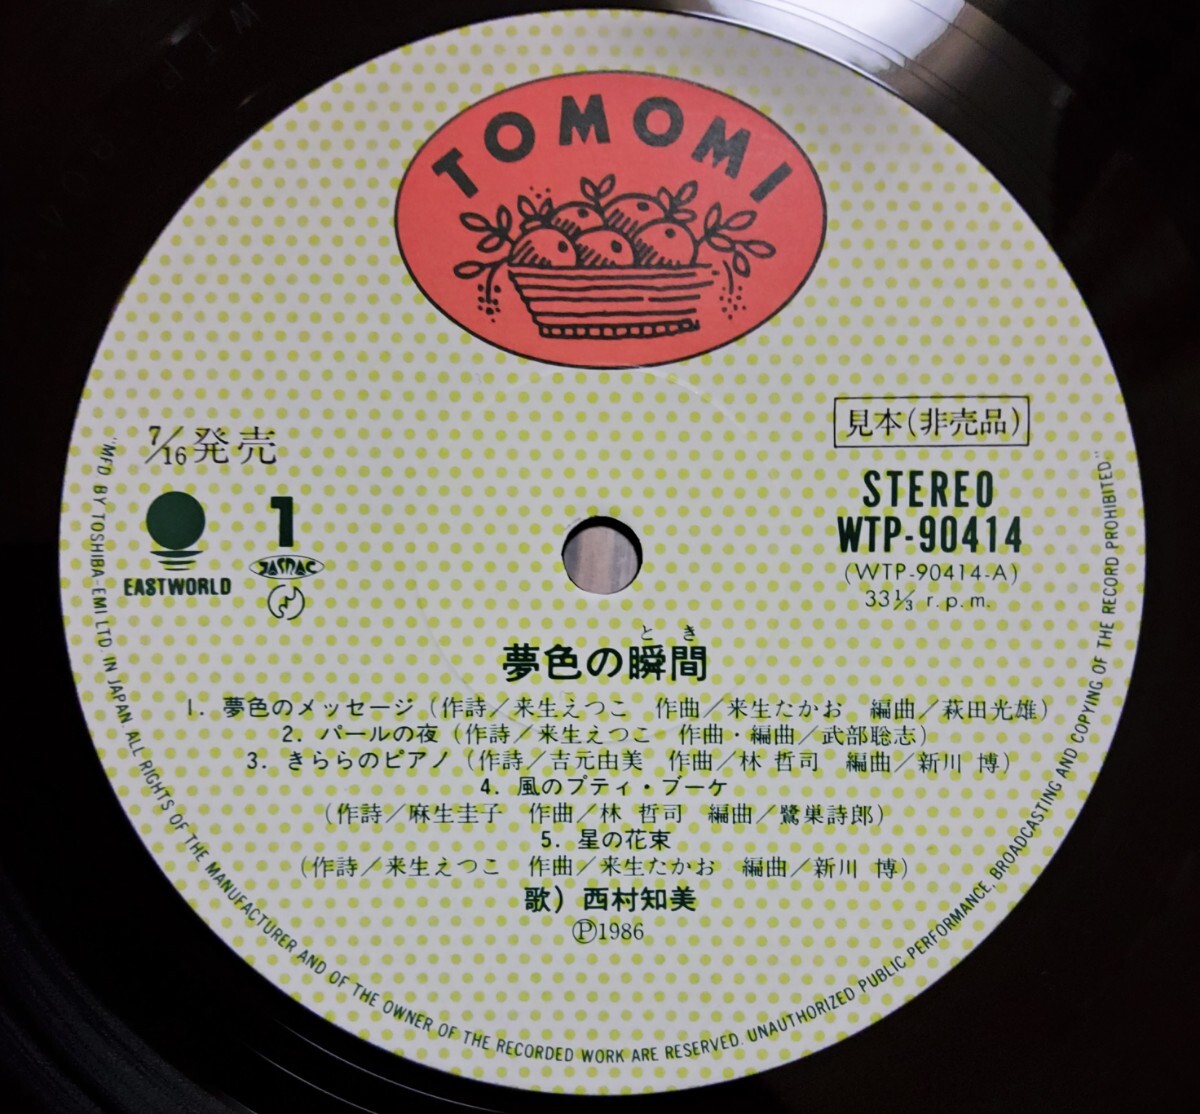 TOMOMI
7/16発売
見本(非売品)
STEREO
WTP-90414
(WTP-90414-A)
33⅓ r.p.m.
1
EASTWORLD
JASRAC
とき
夢色の瞬間
1. 夢色のメッセージ (作詩/来生えつこ 作曲/来生たかお 編曲/萩田光雄)
2. パールの夜 (作詩/来生えつこ 作曲・編曲/武部聡志)
3. きららのピアノ (作詩/吉元由美 作曲/林 哲司 編曲/新川 博)
4. 風のプティ・ブーケ
(作詩/麻生圭子 作曲/林 哲司 編曲/鷺巣詩郎)
5. 星の花束
(作詩/来生えつこ 作曲/来生たかお 編曲/新川 博)
歌) 西村知美
Ⓟ1986
"MFD BY TOSHIBA-EMI LTD. IN JAPAN ALL RIGHTS OF THE MANUFACTURER AND OF THE OWNER OF THE RECORDED WORK ARE RESERVED. UNAUTHORIZED PUBLIC PERFORMANCE, BROADCASTING AND COPYING OF THE RECORD PROHIBITED."